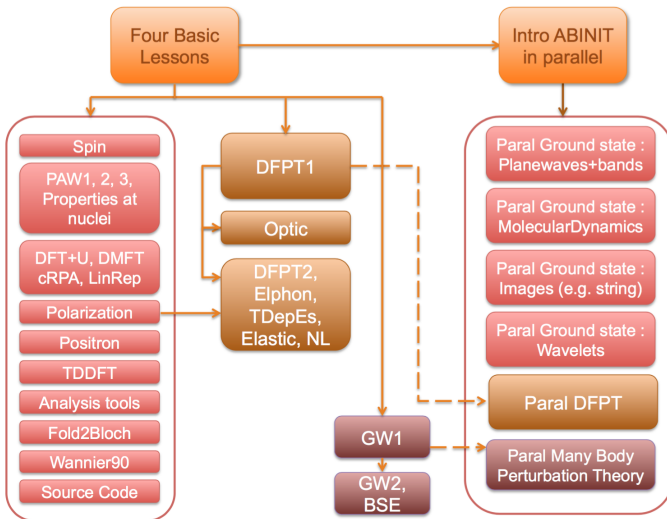 Four Basic
Lessons
Intro ABINIT
in parallel
Spin
PAW1, 2, 3,
Properties at
nuclei
DFT+U, DMFT
cRPA, LinRep
Polarization
Positron
TDDFT
Analysis tools
Fold2Bloch
Wannier90
Source Code
DFPT1
Optic
DFPT2,
Elphon,
TDepEs,
Elastic, NL
GW1
GW2,
BSE
Paral Ground state :
Planewaves+bands
Paral Ground state :
MolecularDynamics
Paral Ground state :
Images (e.g. string)
Paral Ground state :
Wavelets
Paral DFPT
Paral Many Body
Perturbation Theory